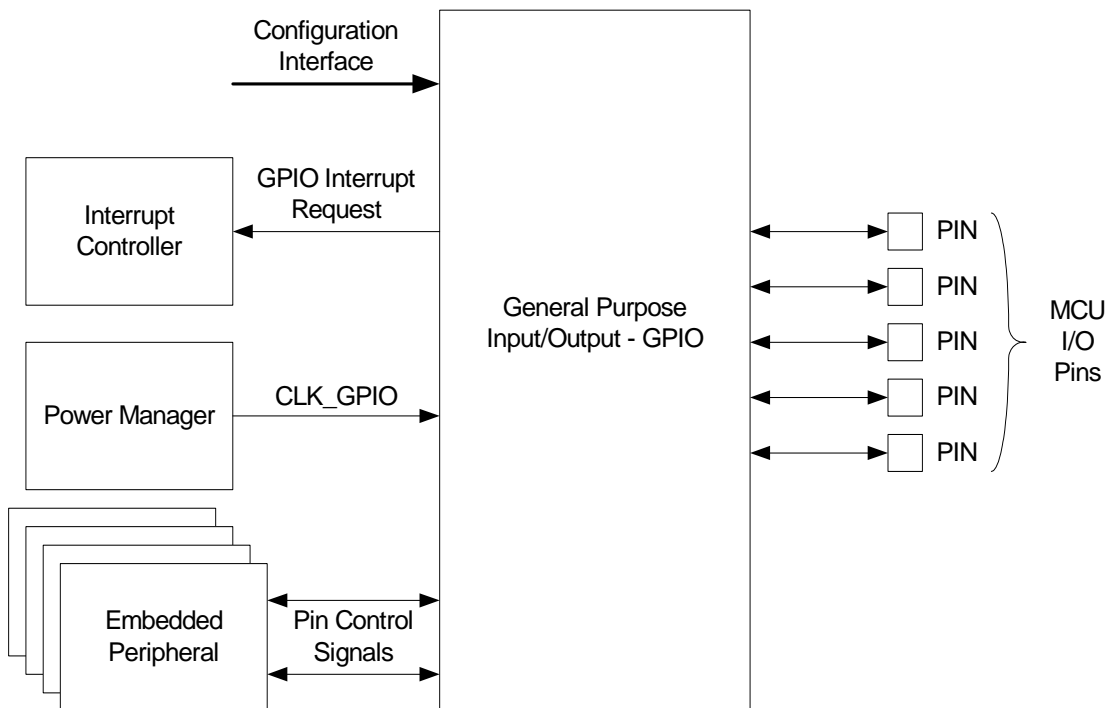 Configuration
Interface
Interrupt
Controller
GPIO Interrupt
Request
General Purpose
Input/Output - GPIO
PIN
PIN
PIN
PIN
PIN
MCU
I/O
Pins
Power Manager
CLK_GPIO
Embedded
Peripheral
Pin Control
Signals